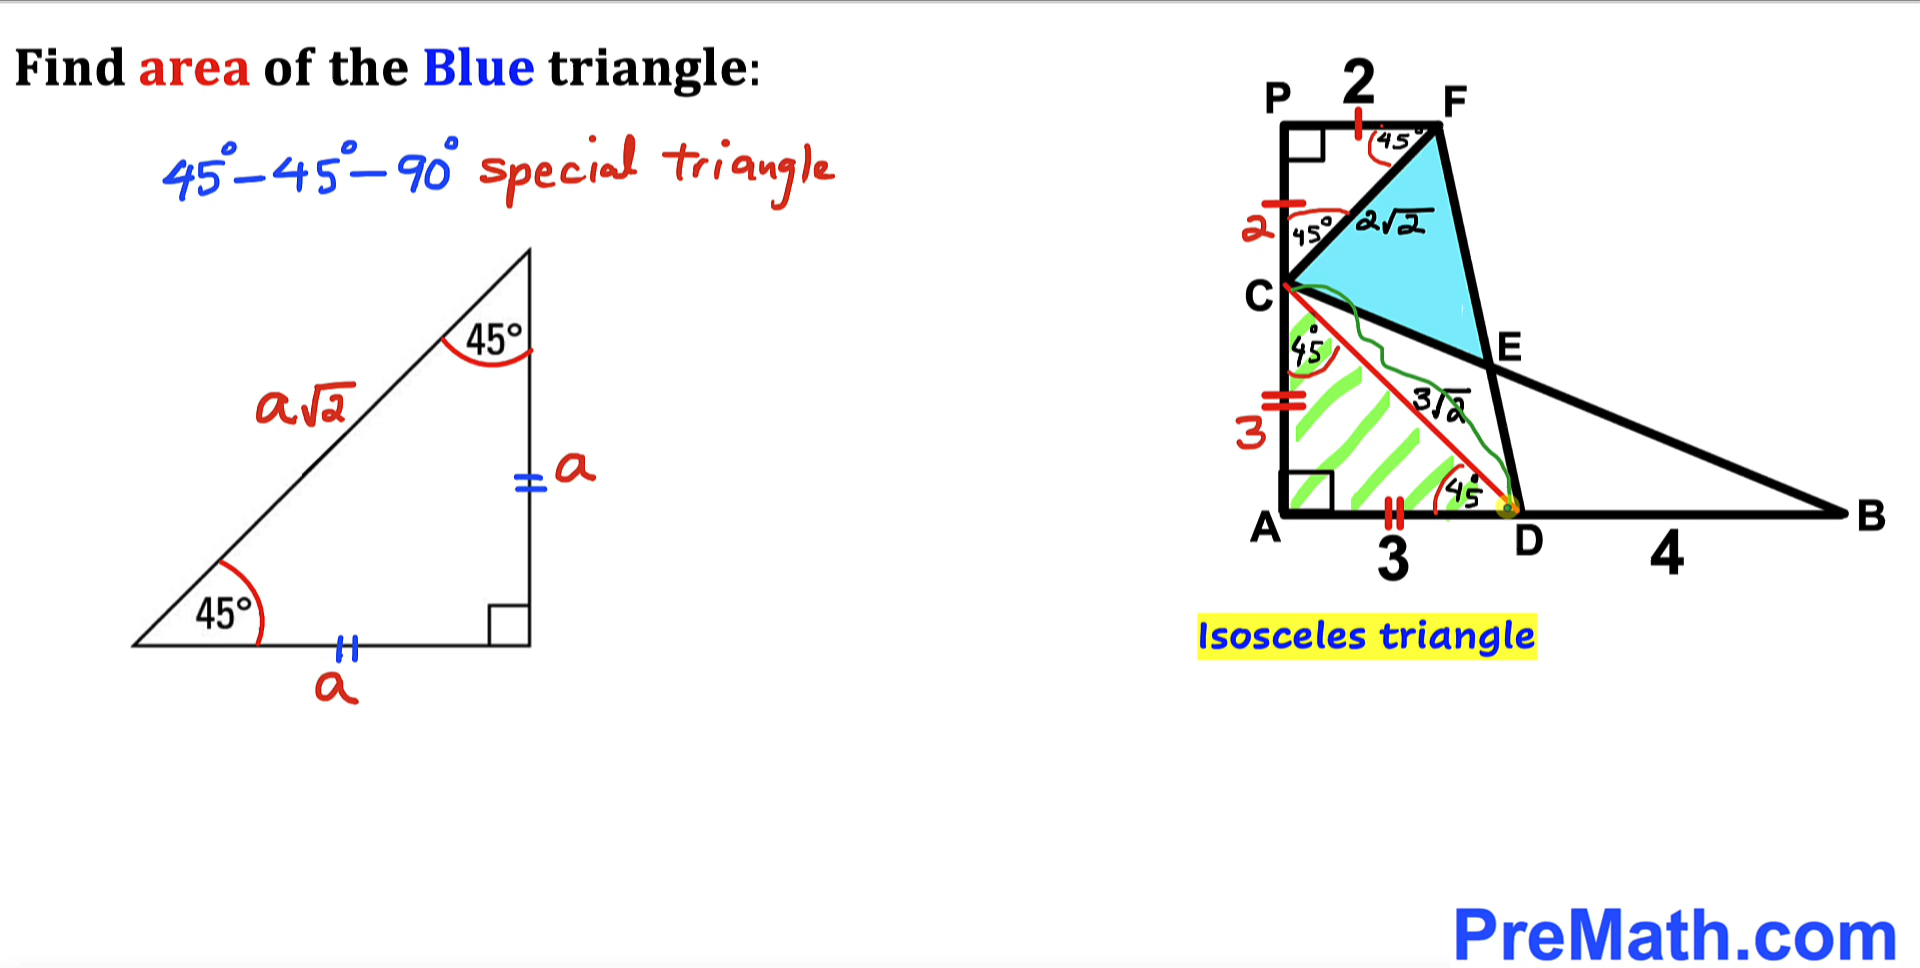 Find area of the Blue triangle:
45°-45°-90° special triangle
45°
a√2
a
45°
a
P 2 F
45°
2 45° 2√2
C
E
45°
3√2
3
45°
A 3 D 4 B
Isosceles triangle
PreMath.com